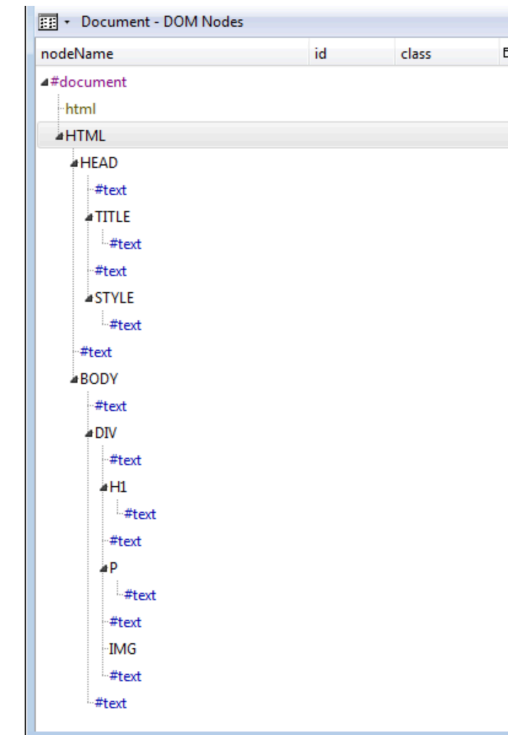 Document - DOM Nodes
nodeName id class
#document
html
HTML
HEAD
#text
TITLE
#text
#text
STYLE
#text
#text
BODY
#text
DIV
#text
H1
#text
#text
P
#text
#text
IMG
#text
#text